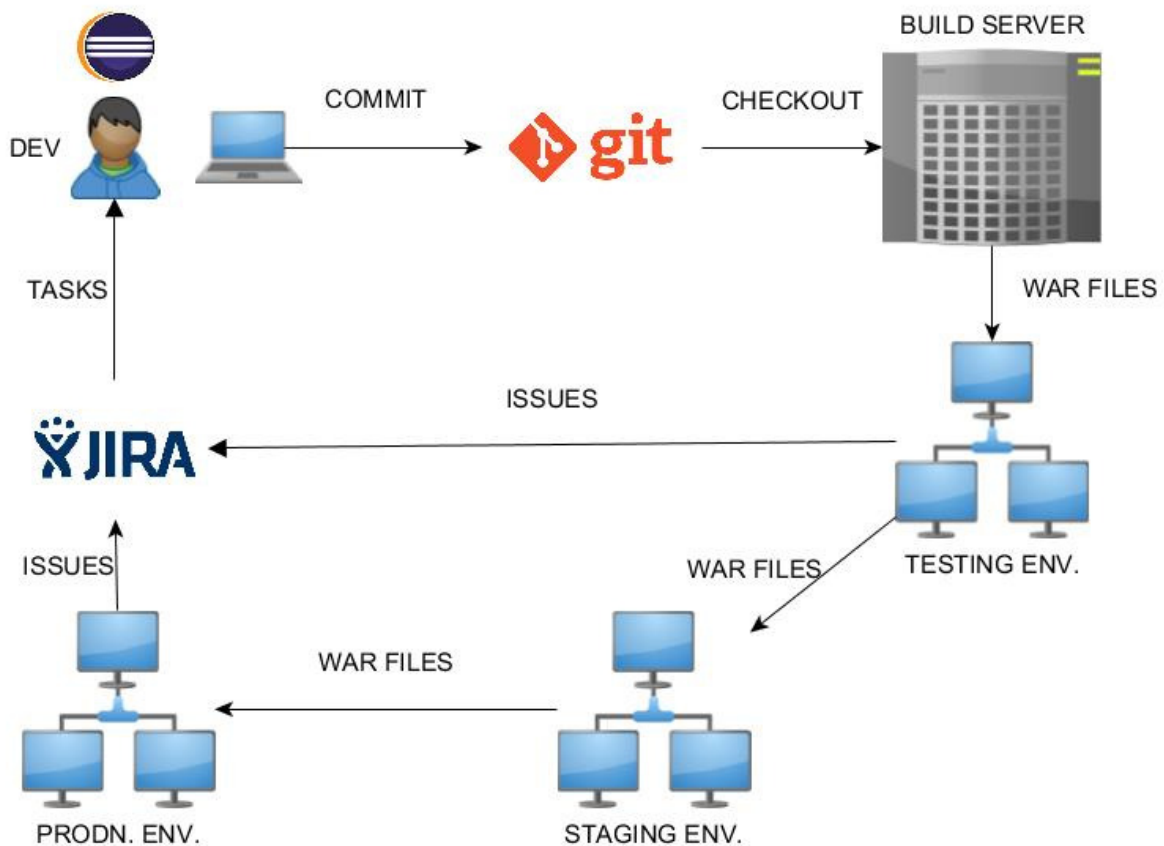 BUILD SERVER
COMMIT
CHECKOUT
DEV
git
TASKS
WAR FILES
ISSUES
JIRA
ISSUES
WAR FILES
TESTING ENV.
WAR FILES
PRODN. ENV.
STAGING ENV.